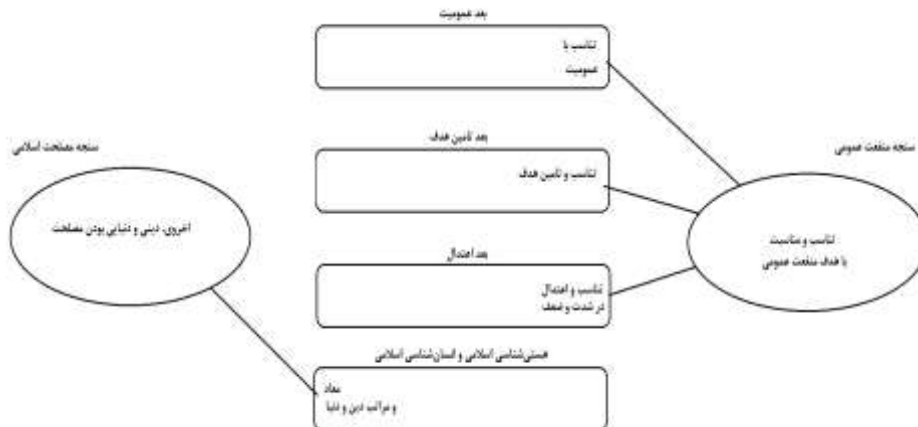 بعد عمومیت
تناسب با
عمومیت
سنجه منفعت عمومی
بعد تامین هدف
سنجه مصلحت اسلامی
تناسب و تامین هدف
تناسب و مناسبت
با هدف منفعت عمومی
اخروی، دینی و دنیایی بودن مصلحت
بعد اعتدال
تناسب و اعتدال
در شدت و ضعف
هستی‌شناسی اسلامی و انسان‌شناسی اسلامی
معاد
و مراتب دین و دنیا